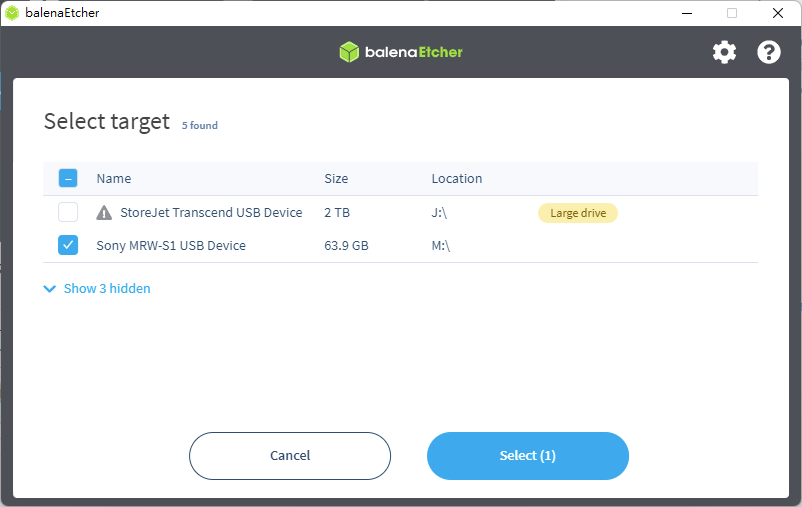 balenaEtcher
balenaEtcher
Select target 5 found
Name Size Location
StoreJet Transcend USB Device 2 TB J:\ Large drive
Sony MRW-S1 USB Device 63.9 GB M:\
Show 3 hidden
Cancel Select (1)